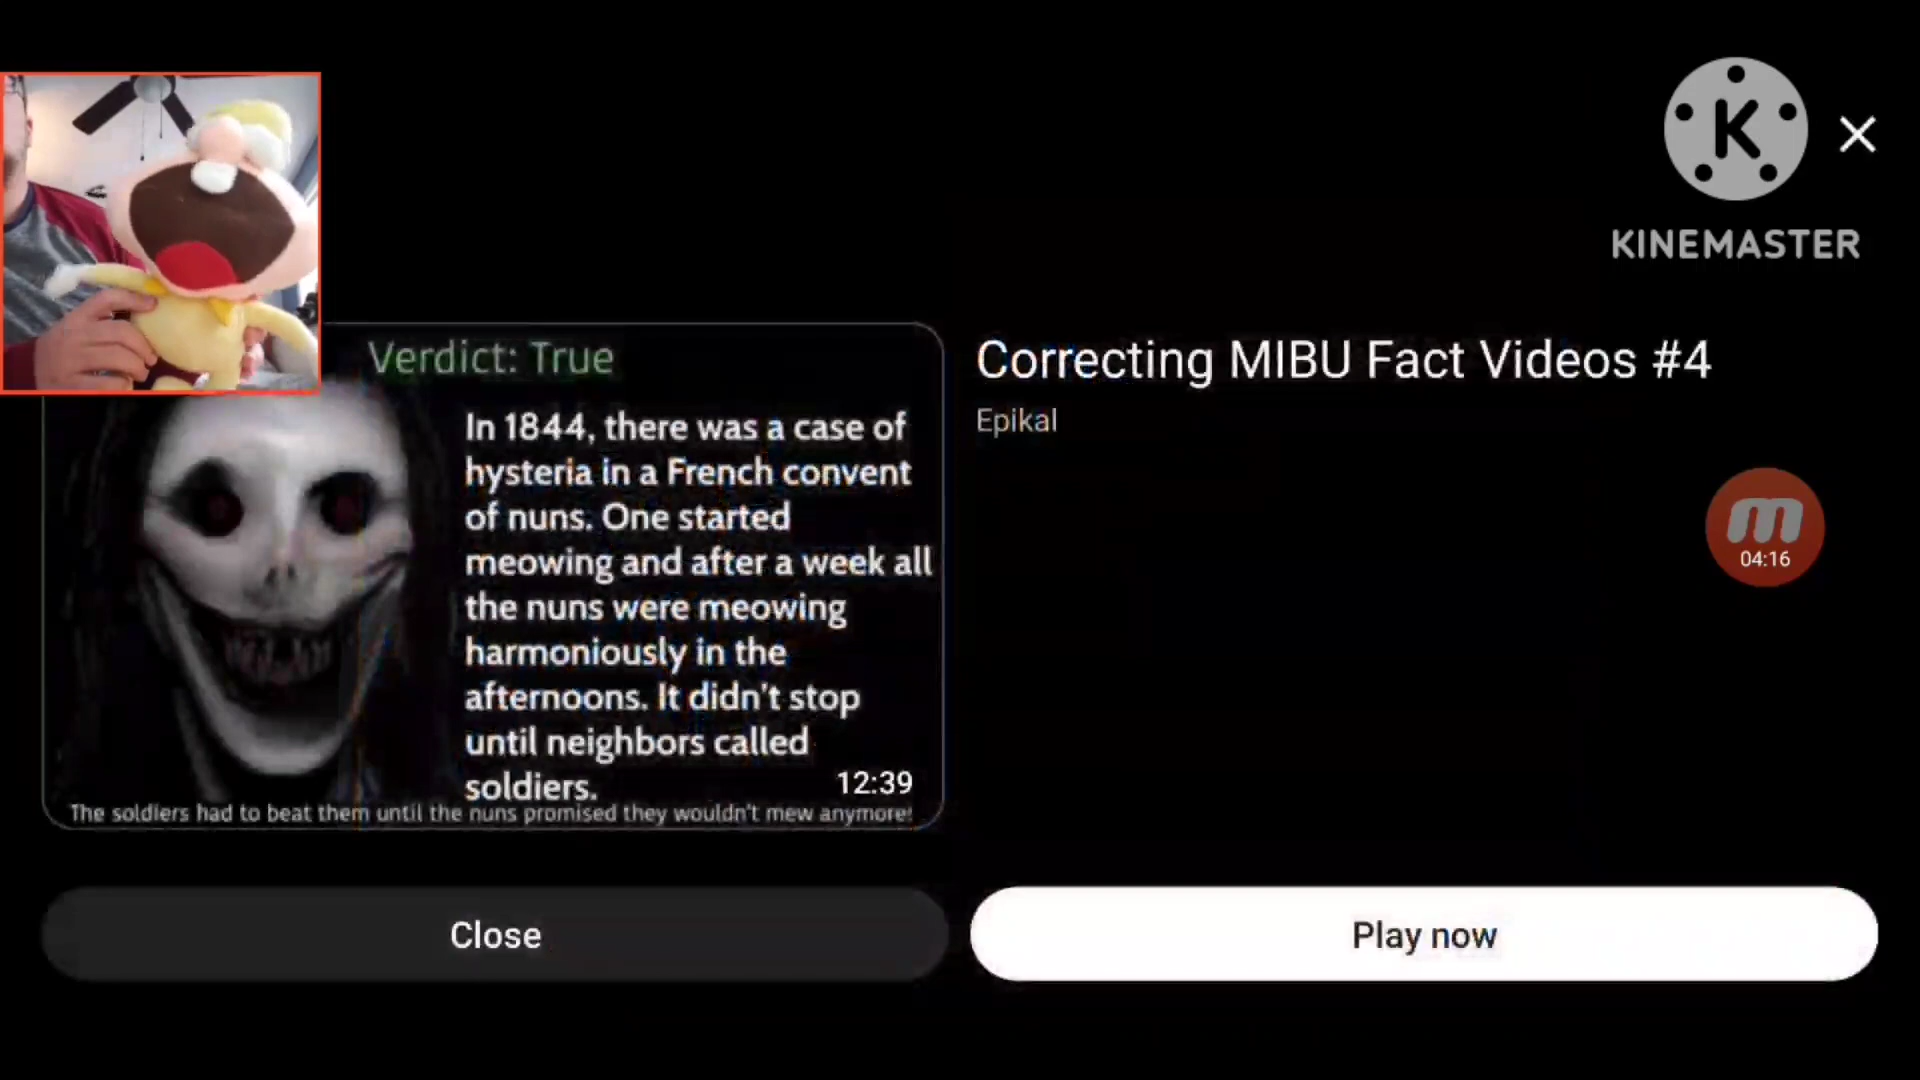 K
KINEMASTER
Verdict: True
In 1844, there was a case of
hysteria in a French convent
of nuns. One started
meowing and after a week all
the nuns were meowing
harmoniously in the
afternoons. It didn't stop
until neighbors called
soldiers.
12:39
The soldiers had to beat them until the nuns promised they wouldn't mew anymore!
Correcting MIBU Fact Videos #4
Epikal
m
04:16
Close
Play now